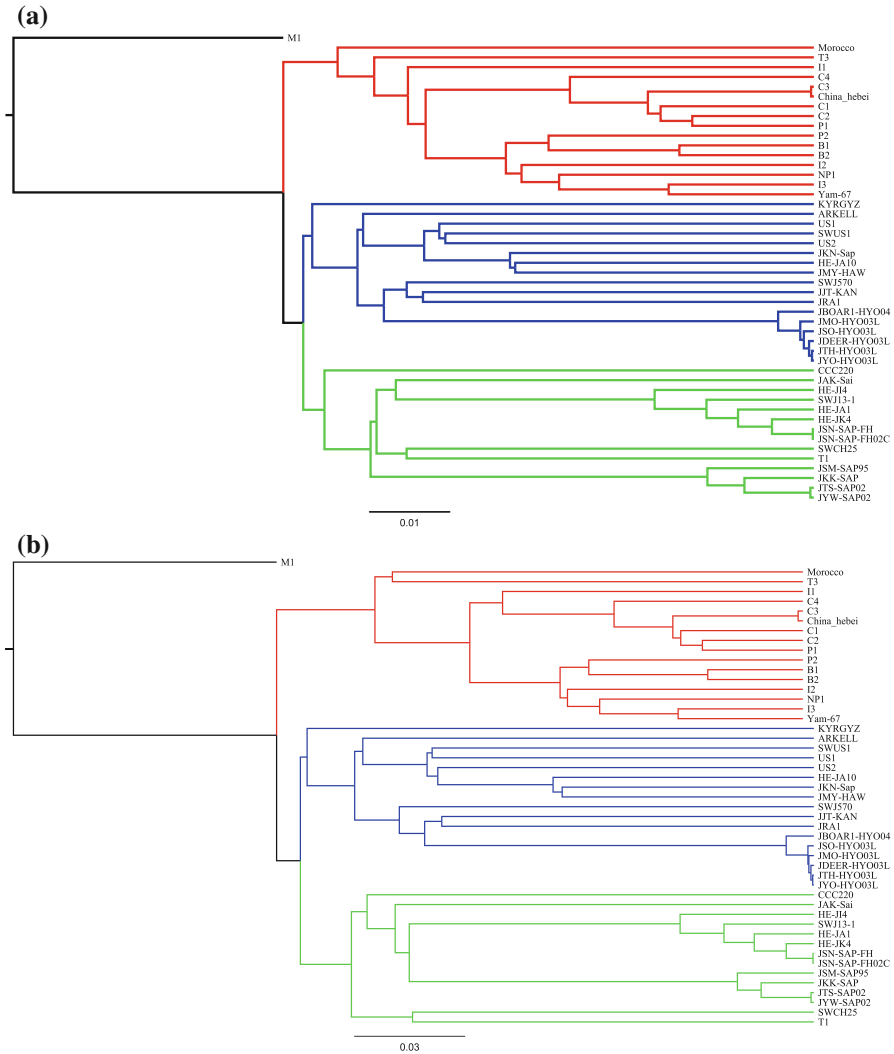 (a)
M1
Morocco
T3
I1
C4
C3
China_hebei
C1
C2
P1
P2
B1
B2
I2
NP1
I3
Yam-67
KYRGYZ
ARKELL
US1
SWUS1
US2
JKN-Sap
HE-JA10
JMY-HAW
SWJ570
JJT-KAN
JRA1
JBOAR1-HYO04
JMO-HYO03L
JSO-HYO03L
JDEER-HYO03L
JTH-HYO03L
JYO-HYO03L
CCC220
JAK-Sai
HE-JI4
SWJ13-1
HE-JA1
HE-JK4
JSN-SAP-FH
JSN-SAP-FH02C
SWCH25
T1
JSM-SAP95
JKK-SAP
JTS-SAP02
JYW-SAP02
0.01
(b)
M1
Morocco
T3
I1
C4
C3
China_hebei
C1
C2
P1
P2
B1
B2
I2
NP1
I3
Yam-67
KYRGYZ
ARKELL
SWUS1
US1
US2
HE-JA10
JKN-Sap
JMY-HAW
SWJ570
JJT-KAN
JRA1
JBOAR1-HYO04
JSO-HYO03L
JMO-HYO03L
JDEER-HYO03L
JTH-HYO03L
JYO-HYO03L
CCC220
JAK-Sai
HE-JI4
SWJ13-1
HE-JA1
HE-JK4
JSN-SAP-FH
JSN-SAP-FH02C
JSM-SAP95
JKK-SAP
JTS-SAP02
JYW-SAP02
SWCH25
T1
0.03